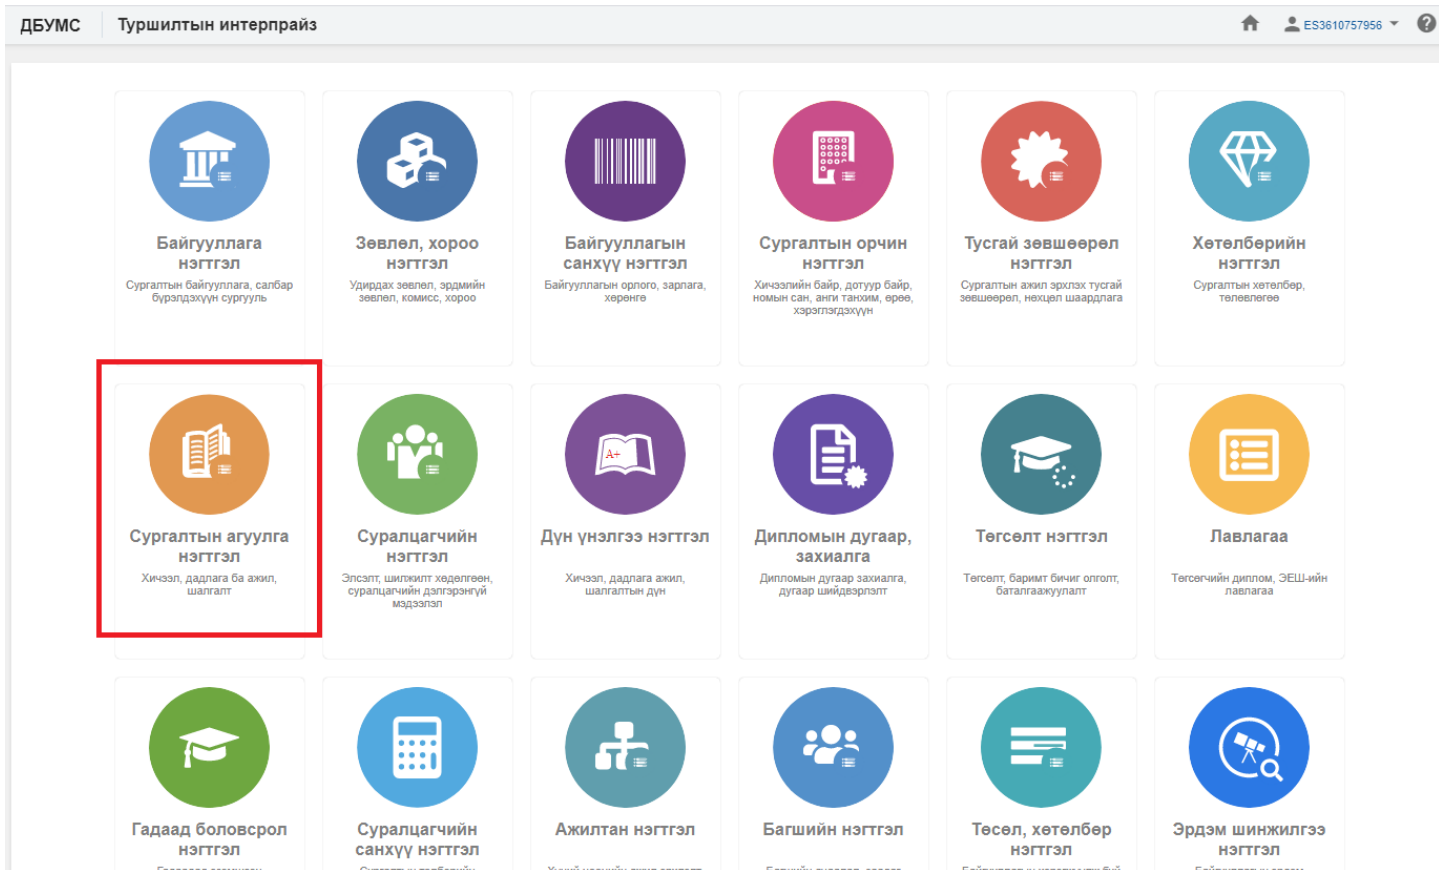 ДБУМС Туршилтын интерпрайз ES3610757956
Байгууллага
нэгтгэл
Сургалтын байгууллага, салбар
бүрэлдэхүүн сургууль
Зөвлөл, хороо
нэгтгэл
Удирдах зөвлөл, эрдмийн
зөвлөл, комисс, хороо
Байгууллагын
санхүү нэгтгэл
Байгууллагын орлого, зарлага,
хөрөнгө
Сургалтын орчин
нэгтгэл
Хичээлийн байр, дотуур байр,
номын сан, анги танхим, өрөө,
хэрэглэгдэхүүн
Тусгай зөвшөөрөл
нэгтгэл
Сургалтын ажил эрхлэх тусгай
зөвшөөрөл, нөхцөл шаардлага
Хөтөлбөрийн
нэгтгэл
Сургалтын хөтөлбөр,
төлөвлөгөө
Сургалтын агуулга
нэгтгэл
Хичээл, дадлага ба ажил,
шалгалт
Суралцагчийн
нэгтгэл
Элсэлт, шилжилт хөдөлгөөн,
суралцагчийн дэлгэрэнгүй
мэдээлэл
A+
Дүн үнэлгээ нэгтгэл
Хичээл, дадлага ажил,
шалгалтын дүн
Дипломын дугаар,
захиалга
Дипломын дугаар захиалга,
дугаар шийдвэрлэлт
Төгсөлт нэгтгэл
Төгсөлт, баримт бичиг олголт,
баталгаажуулалт
Лавлагаа
Төгсөгчийн диплом, ЭЕШ-ийн
лавлагаа
Гадаад боловсрол
нэгтгэл
Суралцагчийн
санхүү нэгтгэл
Ажилтан нэгтгэл
Багшийн нэгтгэл
Төсөл, хөтөлбөр
нэгтгэл
Эрдэм шинжилгээ
нэгтгэл